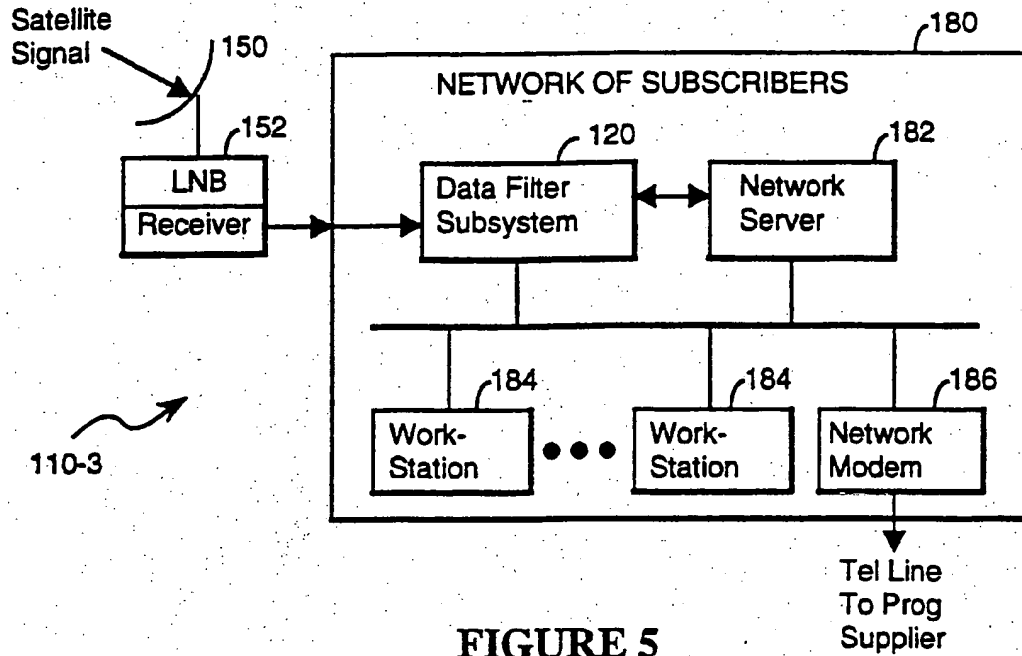 Satellite
Signal
150
180
NETWORK OF SUBSCRIBERS
152
LNB
Receiver
120
Data Filter
Subsystem
182
Network
Server
110-3
184
Work-
Station
184
Work-
Station
186
Network
Modem
Tel Line
To Prog
Supplier
FIGURE 5